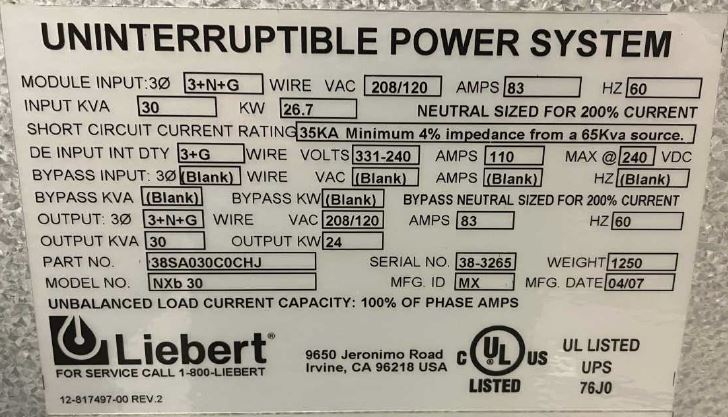 UNINTERRUPTIBLE POWER SYSTEM
MODULE INPUT:3Ø 3+N+G WIRE VAC 208/120 AMPS 83 HZ 60
INPUT KVA 30 KW 26.7 NEUTRAL SIZED FOR 200% CURRENT
SHORT CIRCUIT CURRENT RATING 35KA Minimum 4% impedance from a 65Kva source.
DE INPUT INT DTY 3+G WIRE VOLTS 331-240 AMPS 110 MAX @ 240 VDC
BYPASS INPUT: 3Ø (Blank) WIRE VAC (Blank) AMPS (Blank) HZ (Blank)
BYPASS KVA (Blank) BYPASS KW (Blank) BYPASS NEUTRAL SIZED FOR 200% CURRENT
OUTPUT: 3Ø 3+N+G WIRE VAC 208/120 AMPS 83 HZ 60
OUTPUT KVA 30 OUTPUT KW 24
PART NO. 38SA030C0CHJ SERIAL NO. 38-3265 WEIGHT 1250
MODEL NO. NXb 30 MFG. ID MX MFG. DATE 04/07
UNBALANCED LOAD CURRENT CAPACITY: 100% OF PHASE AMPS
Liebert®
FOR SERVICE CALL 1-800-LIEBERT
9650 Jeronimo Road
Irvine, CA 96218 USA
C UL US
LISTED
UL LISTED
UPS
76J0
12-817497-00 REV.2